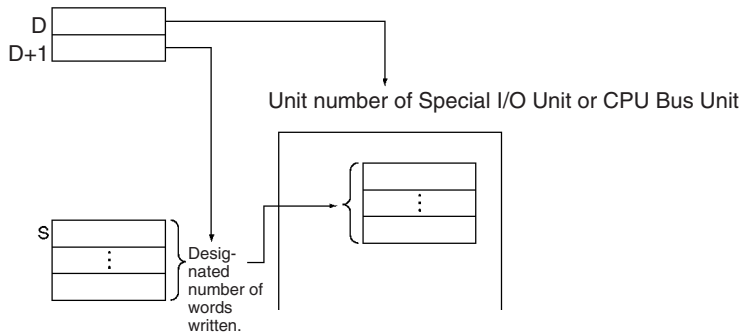 D
D+1
Unit number of Special I/O Unit or CPU Bus Unit
S
Desig-
nated
number of
words
written.